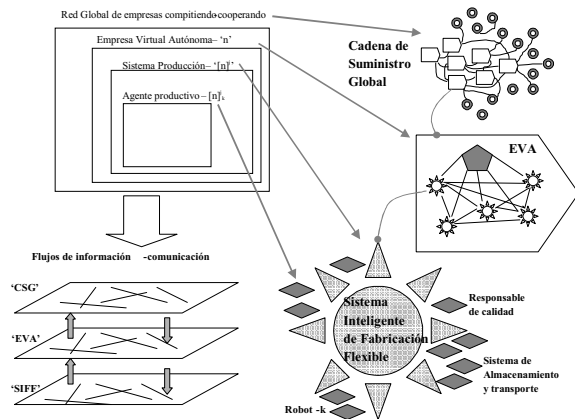 Red Global de empresas compitiendo-cooperando
Empresa Virtual Autónoma– ‘n’
Sistema Producción– ‘[n]ʲ’
Agente productivo – [n]ʲₖ
Cadena de
Suministro
Global
EVA
Flujos de información -comunicación
‘CSG’
‘EVA’
‘SIFF’
Sistema
Inteligente
de Fabricación
Flexible
Responsable
de calidad
Sistema de
Almacenamiento
y transporte
Robot -k